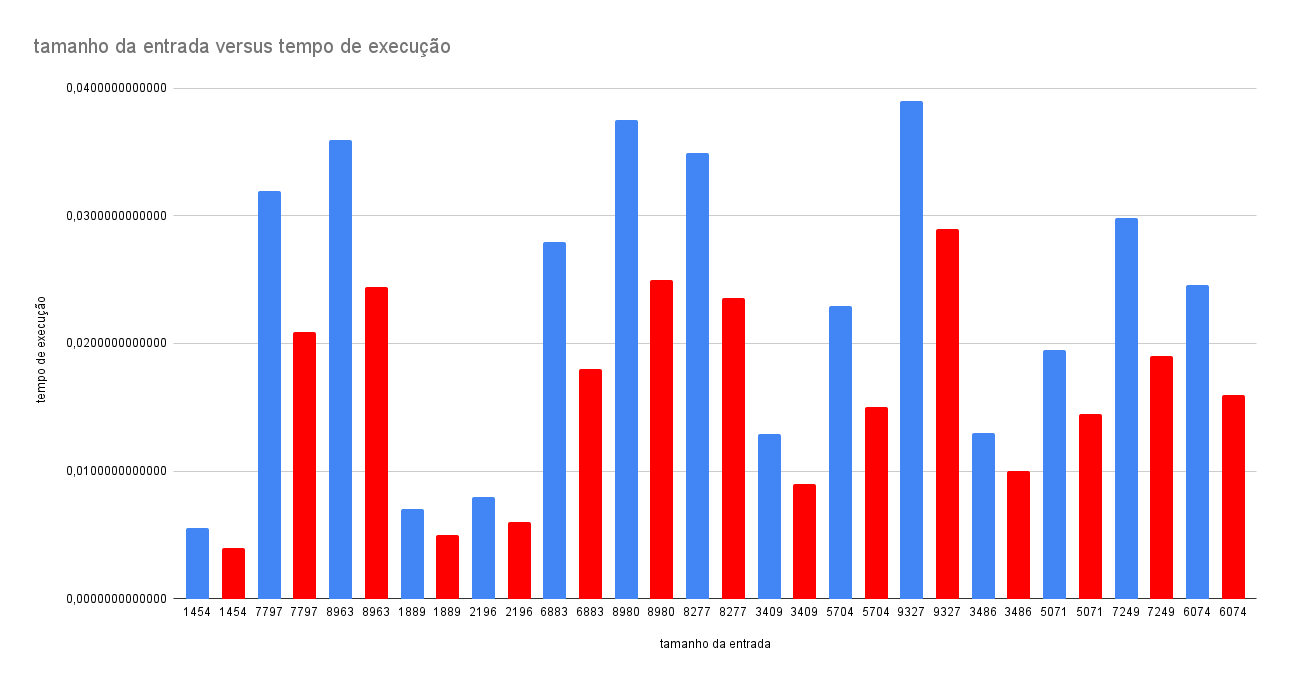 tamanho da entrada versus tempo de execução
0,0400000000000
0,0300000000000
0,0200000000000
0,0100000000000
0,0000000000000
tempo de execução
1454 1454 7797 7797 8963 8963 1889 1889 2196 2196 6883 6883 8980 8980 8277 8277 3409 3409 5704 5704 9327 9327 3486 3486 5071 5071 7249 7249 6074 6074
tamanho da entrada